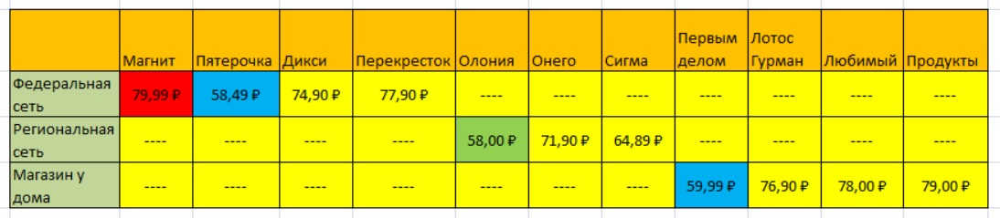 Магнит Пятерочка Дикси Перекресток Олония Онего Сигма Первым делом Лотос Гурман Любимый Продукты
Федеральная сеть 79,99 ₽ 58,49 ₽ 74,90 ₽ 77,90 ₽ ---- ---- ---- ---- ---- ---- ----
Региональная сеть ---- ---- ---- ---- 58,00 ₽ 71,90 ₽ 64,89 ₽ ---- ---- ---- ----
Магазин у дома ---- ---- ---- ---- ---- ---- ---- 59,99 ₽ 76,90 ₽ 78,00 ₽ 79,00 ₽